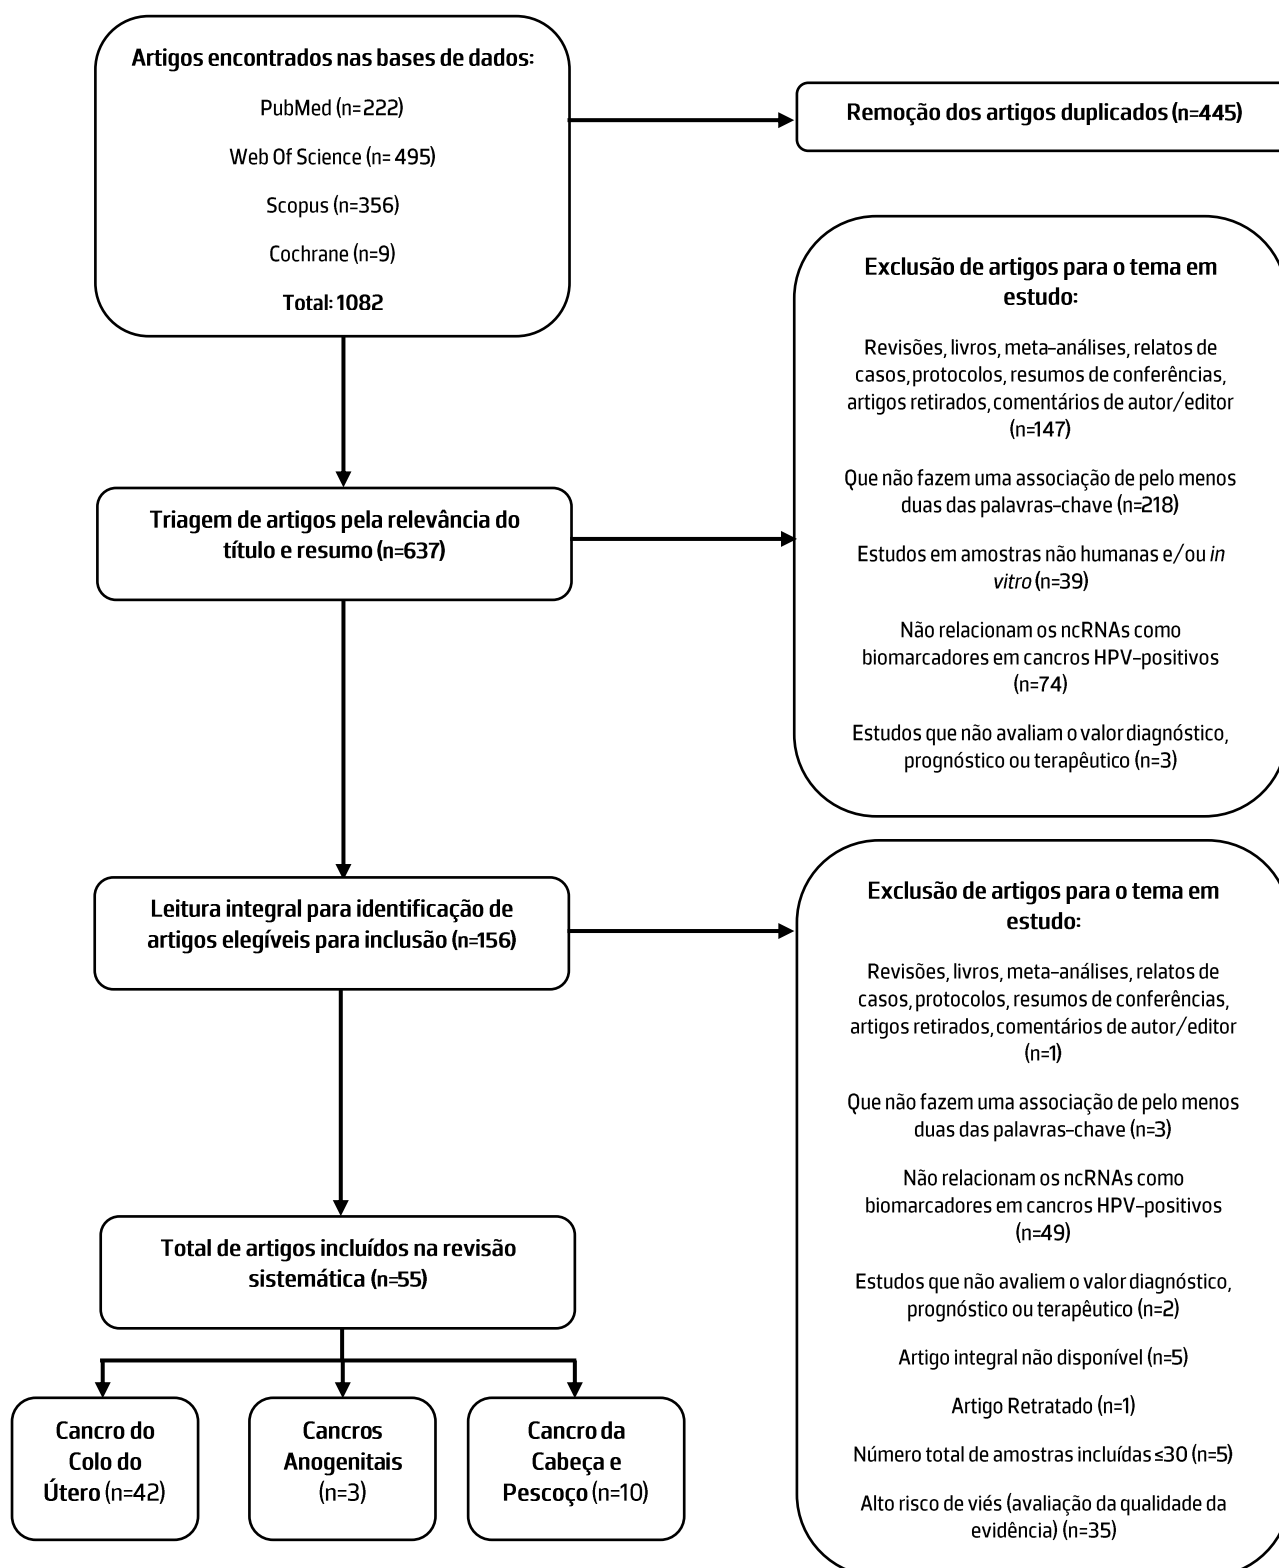 Artigos encontrados nas bases de dados:
PubMed (n=222)
Web Of Science (n= 495)
Scopus (n=356)
Cochrane (n=9)
Total: 1082
Remoção dos artigos duplicados (n=445)
Triagem de artigos pela relevância do
título e resumo (n=637)
Exclusão de artigos para o tema em
estudo:
Revisões, livros, meta-análises, relatos de
casos, protocolos, resumos de conferências,
artigos retirados, comentários de autor/editor
(n=147)
Que não fazem uma associação de pelo menos
duas das palavras-chave (n=218)
Estudos em amostras não humanas e/ou in
vitro (n=39)
Não relacionam os ncRNAs como
biomarcadores em cancros HPV-positivos
(n=74)
Estudos que não avaliam o valor diagnóstico,
prognóstico ou terapêutico (n=3)
Leitura integral para identificação de
artigos elegíveis para inclusão (n=156)
Exclusão de artigos para o tema em
estudo:
Revisões, livros, meta-análises, relatos de
casos, protocolos, resumos de conferências,
artigos retirados, comentários de autor/editor
(n=1)
Que não fazem uma associação de pelo menos
duas das palavras-chave (n=3)
Não relacionam os ncRNAs como
biomarcadores em cancros HPV-positivos
(n=49)
Estudos que não avaliem o valor diagnóstico,
prognóstico ou terapêutico (n=2)
Artigo integral não disponível (n=5)
Artigo Retratado (n=1)
Número total de amostras incluídas ≤30 (n=5)
Alto risco de viés (avaliação da qualidade da
evidência) (n=35)
Total de artigos incluídos na revisão
sistemática (n=55)
Cancro do
Colo do
Útero (n=42)
Cancros
Anogenitais
(n=3)
Cancro da
Cabeça e
Pescoço (n=10)